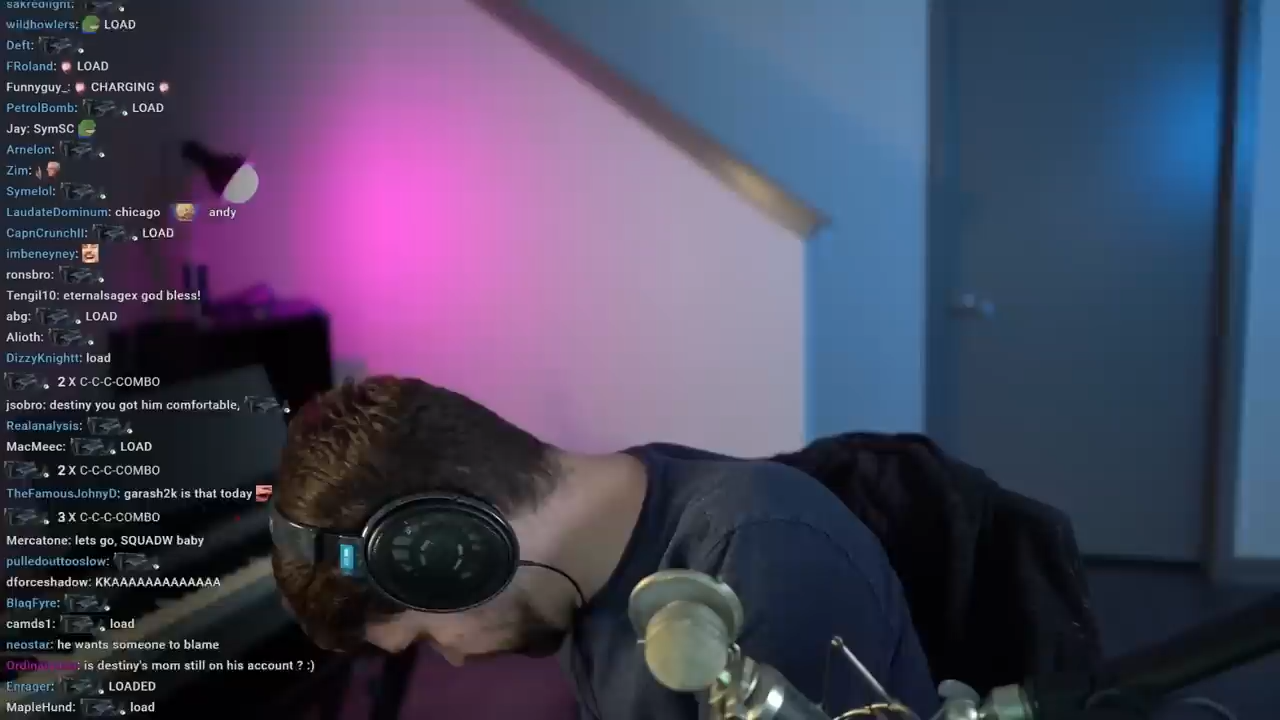 sakredlight:
wildhowlers: LOAD
Deft:
FRoland: LOAD
Funnyguy_: CHARGING
PetrolBomb: LOAD
Jay: SymSC
Arnelon:
Zim:
Symelol:
LaudateDominum: chicago andy
CapnCrunchII: LOAD
imbeneyney:
ronsbro:
Tengil10: eternalsagex god bless!
abg: LOAD
Alioth:
DizzyKnightt: load
2 X C-C-C-COMBO
jsobro: destiny you got him comfortable,
Realanalysis:
MacMeec: LOAD
2 X C-C-C-COMBO
TheFamousJohnyD: garash2k is that today
3 X C-C-C-COMBO
Mercatone: lets go, SQUADW baby
pulledouttooslow:
dforceshadow: KKAAAAAAAAAAAAA
BlaqFyre:
camds1: load
neostar: he wants someone to blame
is destiny's mom still on his account ? :)
Enrager: LOADED
MapleHund: load